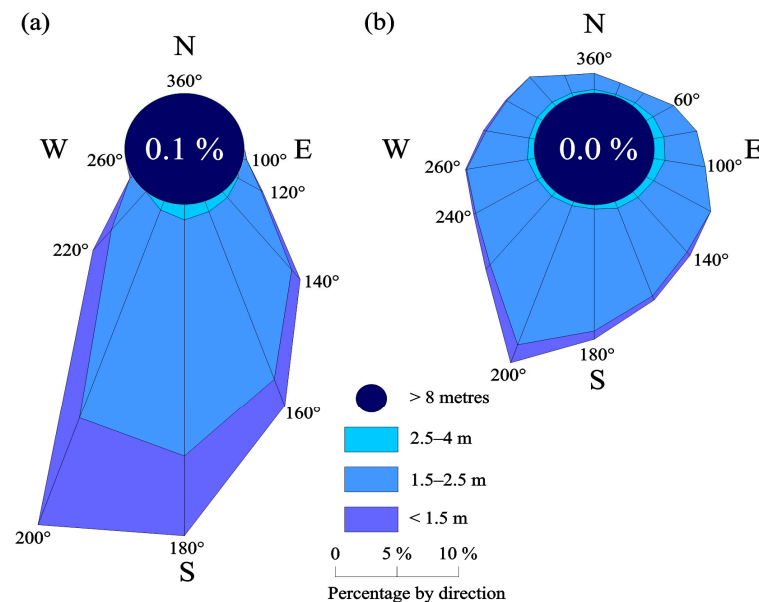 (a)
N
360°
0.1 %
W
260°
100°
E
120°
220°
140°
160°
200°
180°
S
(b)
N
360°
60°
0.0 %
W
E
260°
100°
240°
140°
180°
200°
S
> 8 metres
2.5–4 m
1.5–2.5 m
< 1.5 m
0 5 % 10 %
Percentage by direction